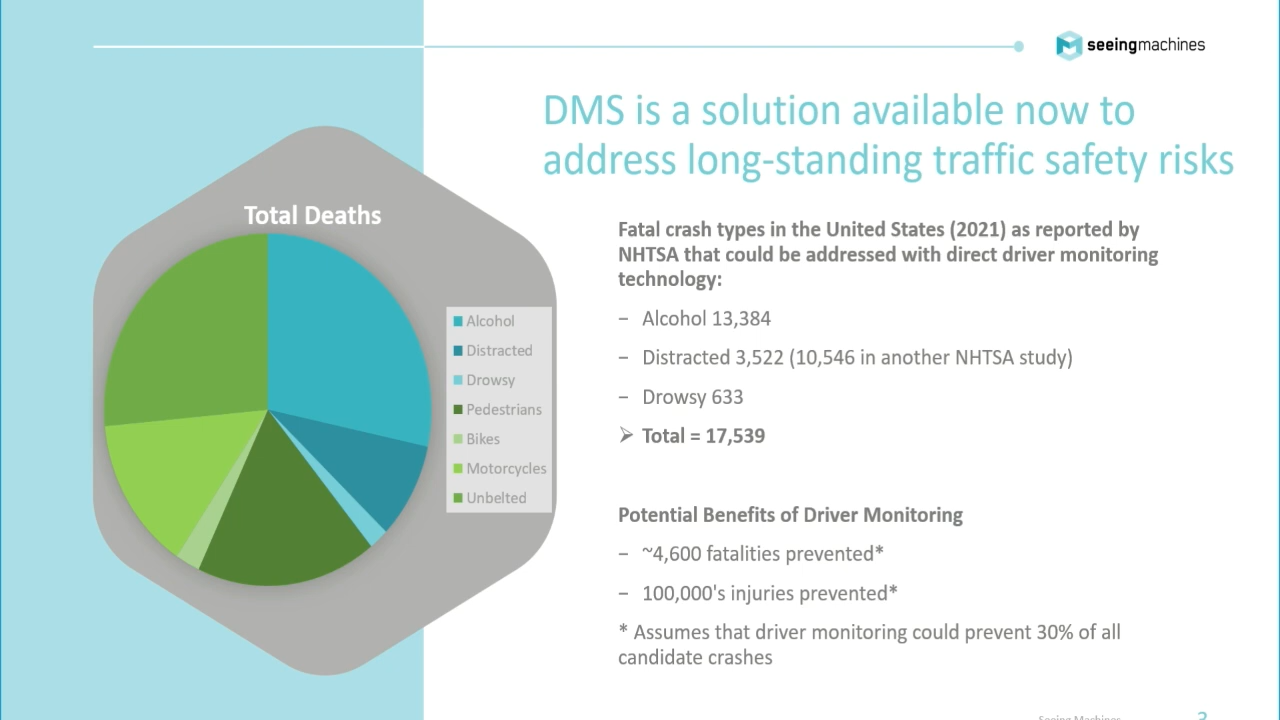 seeingmachines
DMS is a solution available now to
address long-standing traffic safety risks
Total Deaths
Alcohol
Distracted
Drowsy
Pedestrians
Bikes
Motorcycles
Unbelted
Fatal crash types in the United States (2021) as reported by
NHTSA that could be addressed with direct driver monitoring
technology:
− Alcohol 13,384
− Distracted 3,522 (10,546 in another NHTSA study)
− Drowsy 633
➢ Total = 17,539
Potential Benefits of Driver Monitoring
− ~4,600 fatalities prevented*
− 100,000's injuries prevented*
* Assumes that driver monitoring could prevent 30% of all
candidate crashes
Seeing Machines
3